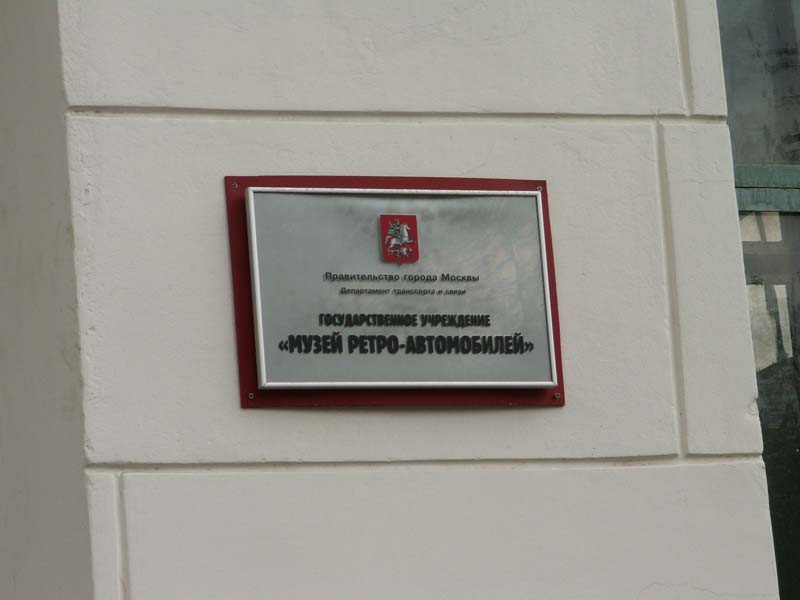 Правительство города Москвы
Департамент транспорта и связи
ГОСУДАРСТВЕННОЕ УЧРЕЖДЕНИЕ
«МУЗЕЙ РЕТРО-АВТОМОБИЛЕЙ»